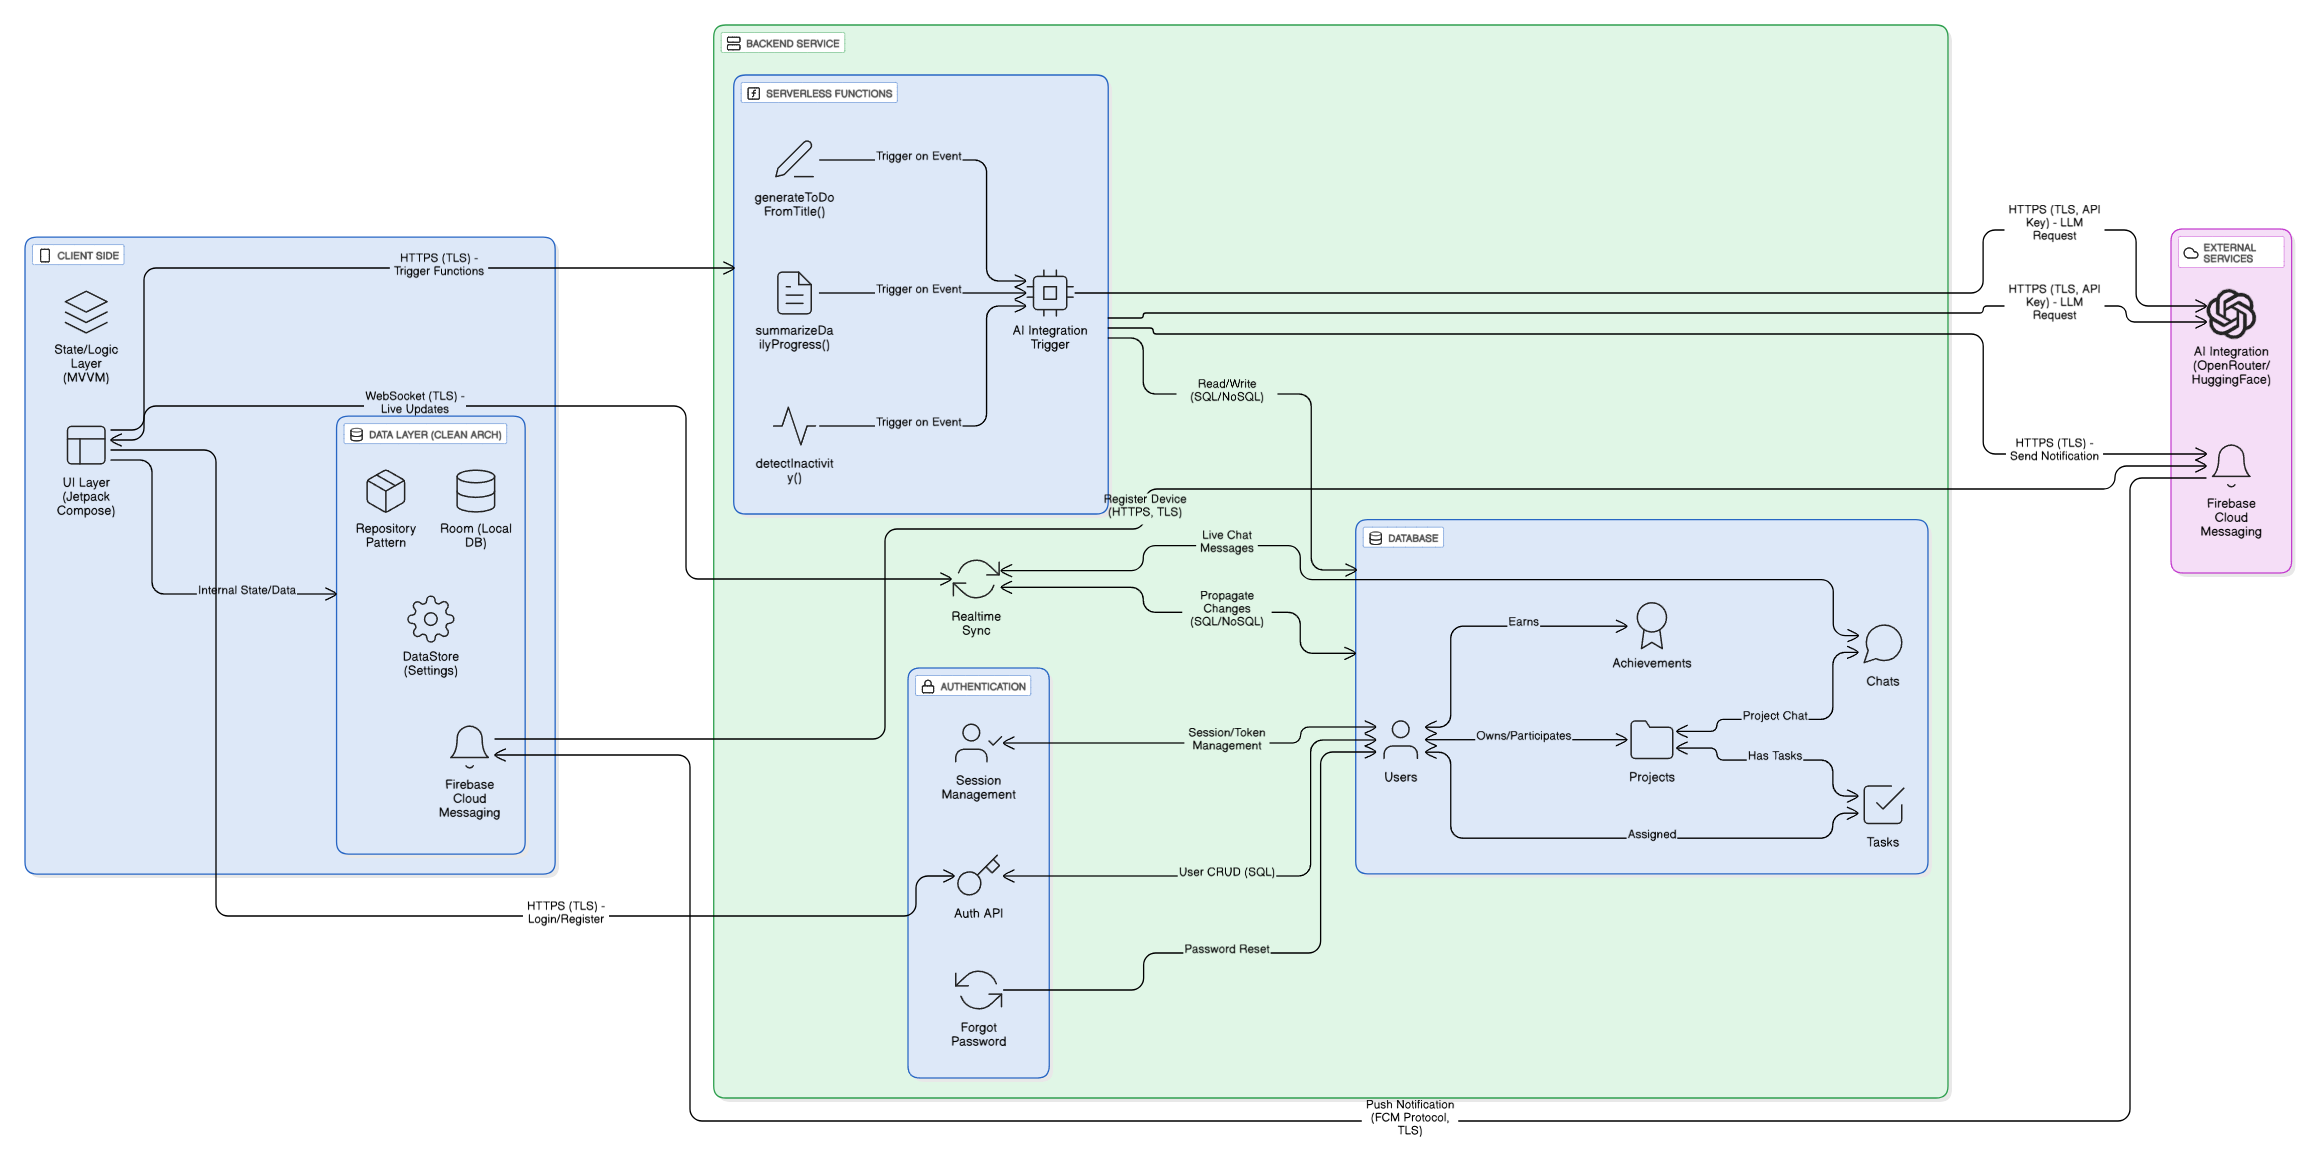 BACKEND SERVICE
SERVERLESS FUNCTIONS
Trigger on Event
generateToDo
FromTitle()
Trigger on Event
summarizeDa
ilyProgress()
AI Integration
Trigger
Trigger on Event
detectInactivit
y()
CLIENT SIDE
State/Logic
Layer
(MVVM)
HTTPS (TLS) -
Trigger Functions
WebSocket (TLS) -
Live Updates
UI Layer
(Jetpack
Compose)
DATA LAYER (CLEAN ARCH)
Repository
Pattern
Room (Local
DB)
Internal State/Data
DataStore
(Settings)
Firebase
Cloud
Messaging
HTTPS (TLS) -
Login/Register
Read/Write
(SQL/NoSQL)
Register Device
(HTTPS, TLS)
Live Chat
Messages
Realtime
Sync
Propagate
Changes
(SQL/NoSQL)
AUTHENTICATION
Session
Management
Session/Token
Management
Auth API
User CRUD (SQL)
Forgot
Password
Password Reset
DATABASE
Earns
Achievements
Chats
Project Chat
Users
Owns/Participates
Projects
Has Tasks
Assigned
Tasks
HTTPS (TLS, API
Key) - LLM
Request
HTTPS (TLS, API
Key) - LLM
Request
HTTPS (TLS) -
Send Notification
EXTERNAL
SERVICES
AI Integration
(OpenRouter/
HuggingFace)
Firebase
Cloud
Messaging
Push Notification
(FCM Protocol,
TLS)